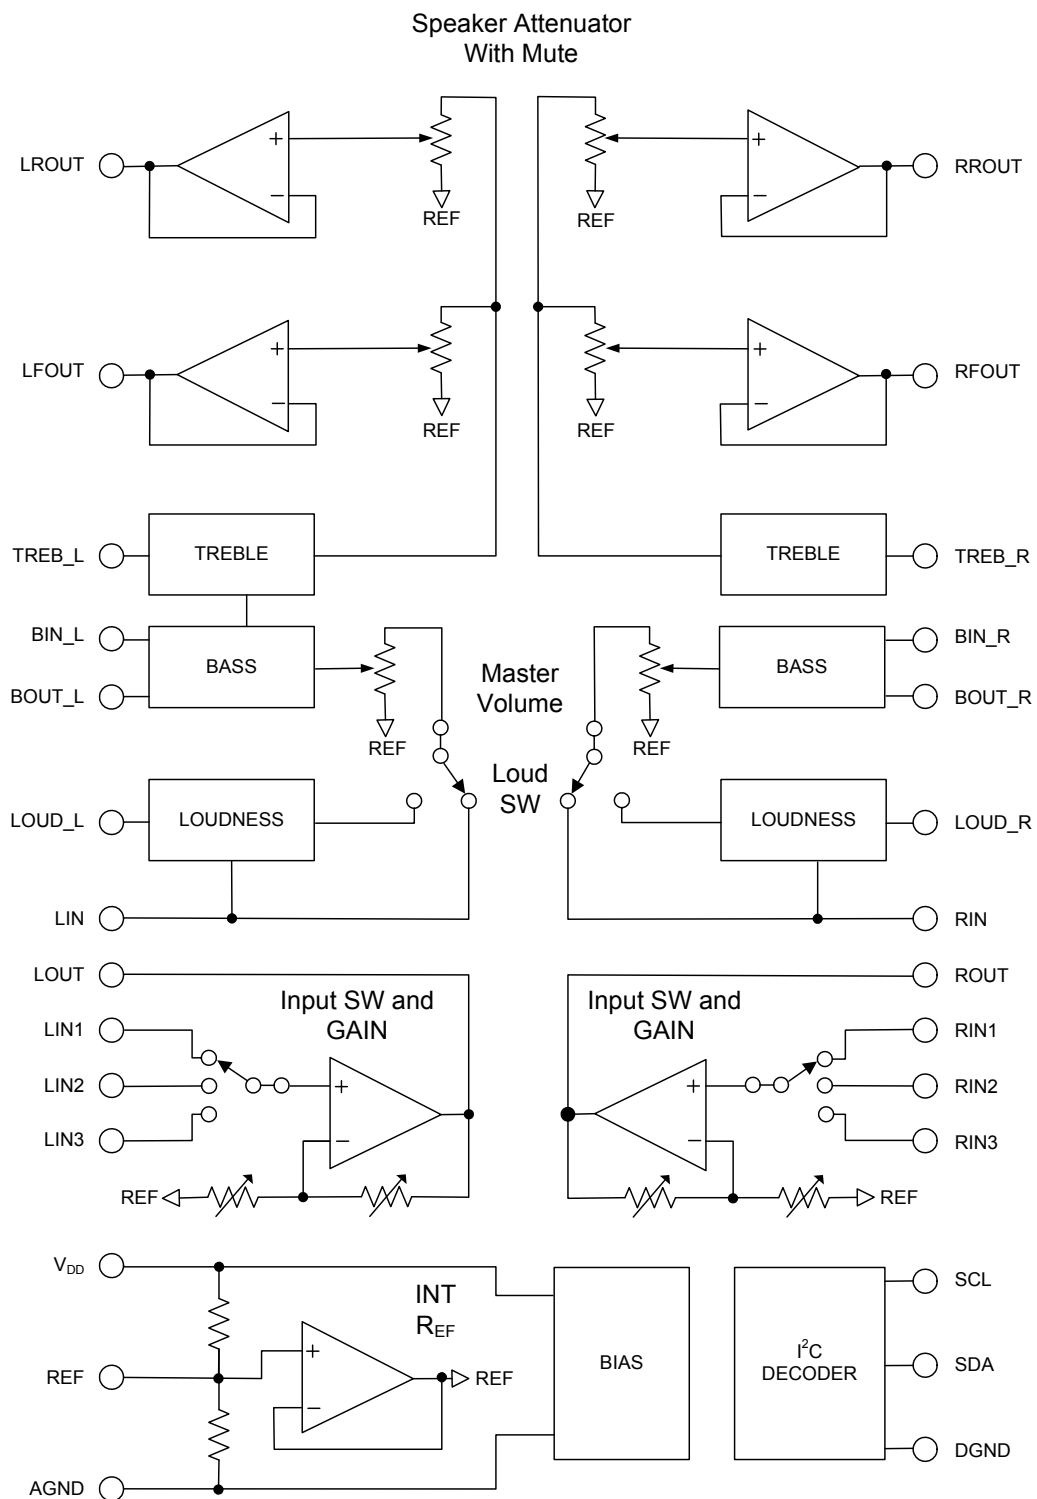 Speaker Attenuator
With Mute
LROUT
+
−
REF
REF
+
−
RROUT
LFOUT
+
−
REF
REF
+
−
RFOUT
TREB_L
TREBLE
TREBLE
TREB_R
BIN_L
BOUT_L
BASS
REF
Master
Volume
REF
BASS
BIN_R
BOUT_R
Loud
SW
LOUD_L
LOUDNESS
LOUDNESS
LOUD_R
LIN
RIN
LOUT
ROUT
Input SW and
GAIN
Input SW and
GAIN
LIN1
LIN2
LIN3
+
−
+
−
RIN1
RIN2
RIN3
REF
REF
VDD
INT
REF
REF
+
−
REF
AGND
BIAS
I²C
DECODER
SCL
SDA
DGND